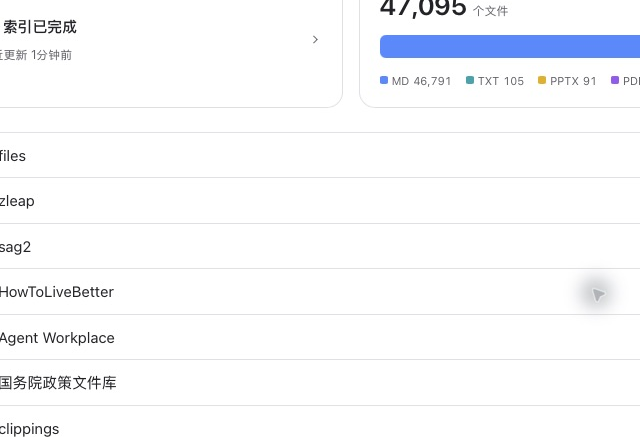 索引已完成
近更新 1分钟前
47,095 个文件
MD 46,791 TXT 105 PPTX 91 PD
files
zleap
sag2
HowToLiveBetter
Agent Workplace
国务院政策文件库
clippings